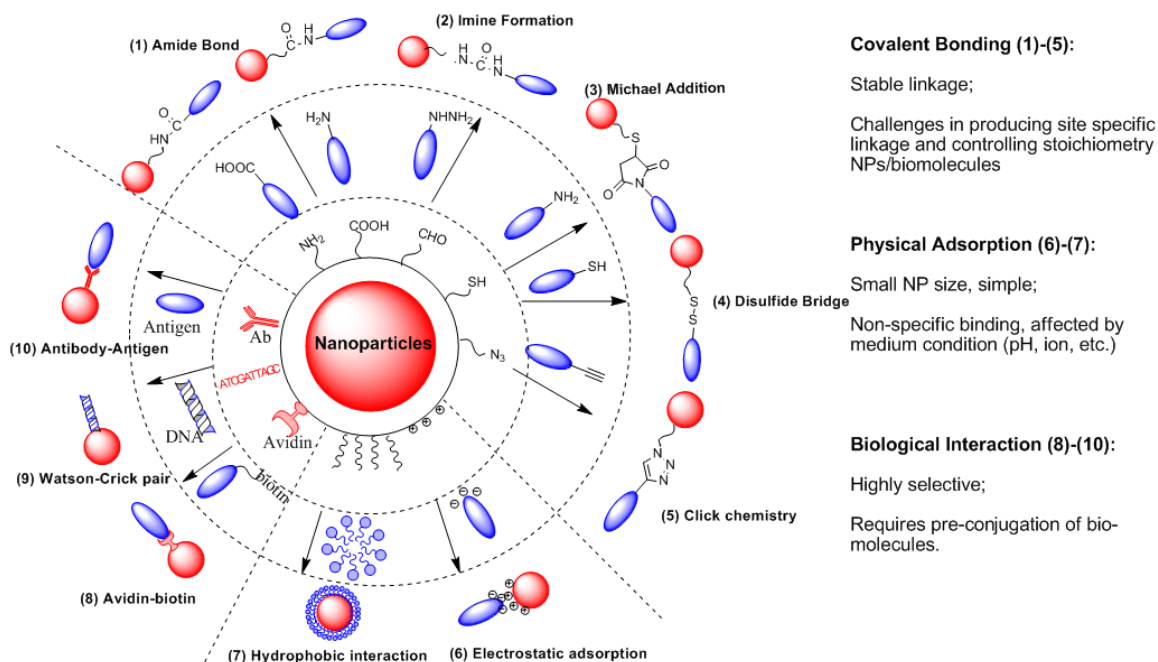 (1) Amide Bond
O
C
N
H
(2) Imine Formation
H
N
O
C
N
H
(3) Michael Addition
S
O
N
O
(4) Disulfide Bridge
S
S
(5) Click chemistry
N
N
N
(6) Electrostatic adsorption
(7) Hydrophobic interaction
(8) Avidin-biotin
(9) Watson-Crick pair
(10) Antibody-Antigen
O
C
HN
HOOC
H2N
NHNH2
NH2
SH
NH2
COOH
CHO
SH
N3
Nanoparticles
Ab
Antigen
ATCGATTAGC
DNA
Avidin
biotin
Covalent Bonding (1)-(5):
Stable linkage;
Challenges in producing site specific
linkage and controlling stoichiometry
NPs/biomolecules
Physical Adsorption (6)-(7):
Small NP size, simple;
Non-specific binding, affected by
medium condition (pH, ion, etc.)
Biological Interaction (8)-(10):
Highly selective;
Requires pre-conjugation of bio-
molecules.